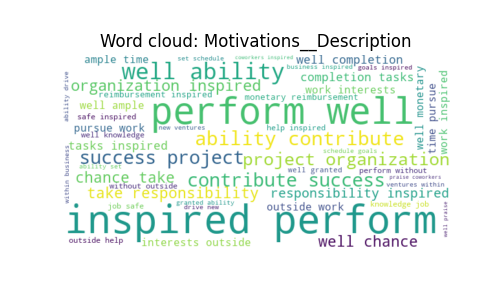 Word cloud: Motivations__Description
ample time
set schedule
coworkers inspired
well completion
well ability
business inspired
goals inspired
ability drive
organization inspired
completion tasks
reimbursement inspired
work interests
well monetary
time pursue
work inspired
monetary reimbursement
well ample
perform well
safe inspired
pursue work
new ventures
help inspired
well knowledge
ability contribute
tasks inspired
schedule goals
success project
project organization
within business
chance take
ability set
contribute success
well granted
perform without
praise coworkers
without outside
take responsibility
responsibility inspired
ventures within
job safe
granted ability
drive new
outside work
knowledge job
well praise
inspired perform
outside help
interests outside
well chance